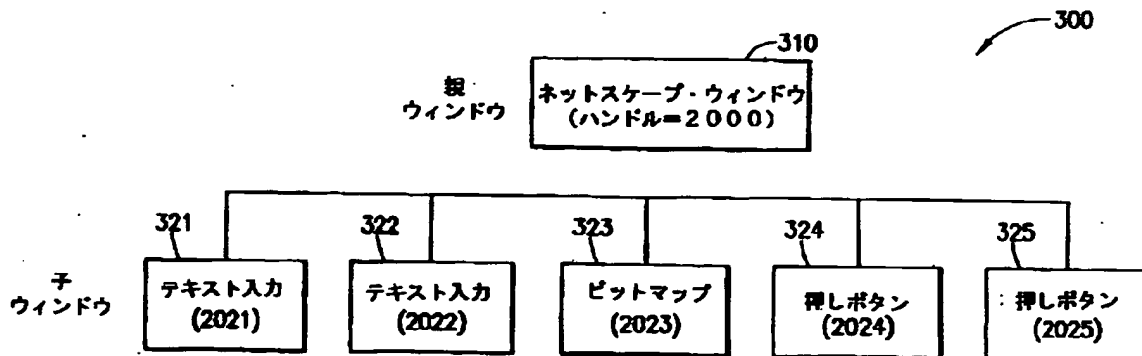 300
310
親
ウィンドウ
ネットスケープ・ウィンドウ
(ハンドル=2000)
321
322
323
324
325
子
ウィンドウ
テキスト入力
(2021)
テキスト入力
(2022)
ビットマップ
(2023)
押しボタン
(2024)
押しボタン
(2025)